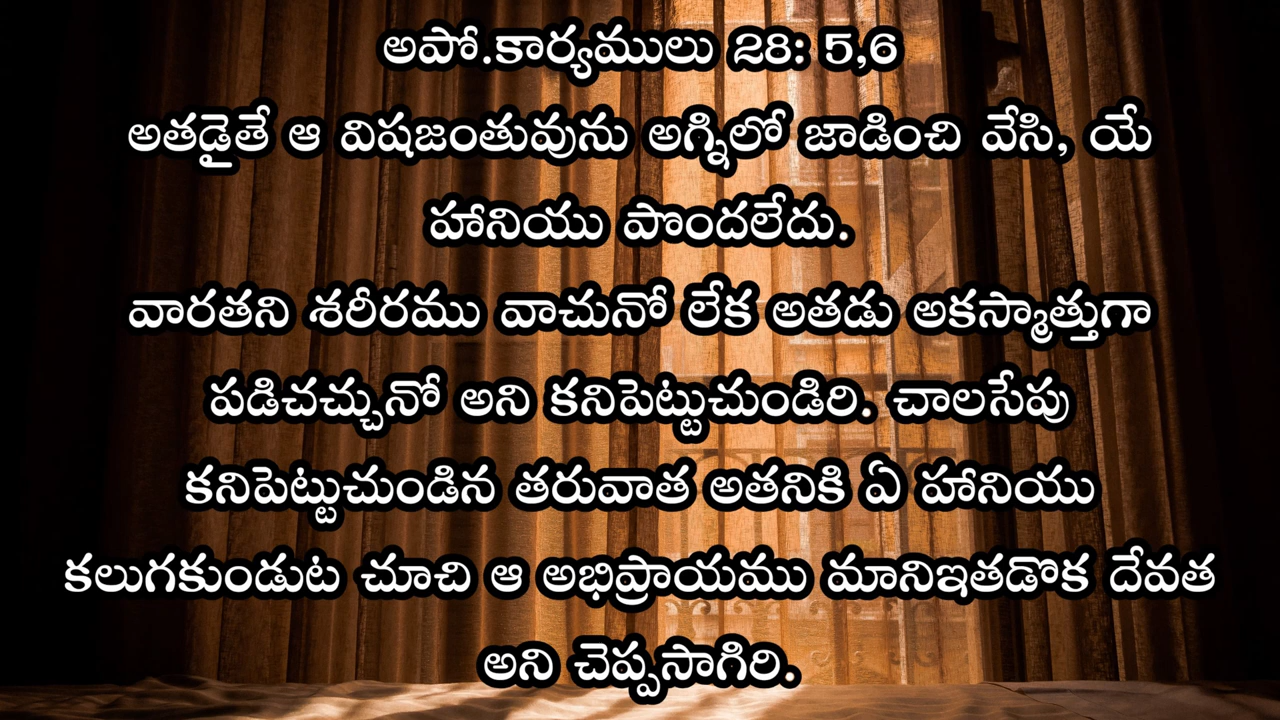 అపో.కార్యములు 28: 5,6
అతడైతే ఆ విషజంతువును అగ్నిలో జాడించి వేసి, యే
హానియు పొందలేదు.
వారతని శరీరము వాచునో లేక అతడు అకస్మాత్తుగా
పడిచచ్చునో అని కనిపెట్టుచుండిరి. చాలసేపు
కనిపెట్టుచుండిన తరువాత అతనికి ఏ హానియు
కలుగకుండుట చూచి ఆ అభిప్రాయము మానిఇతడొక దేవత
అని చెప్పసాగిరి.